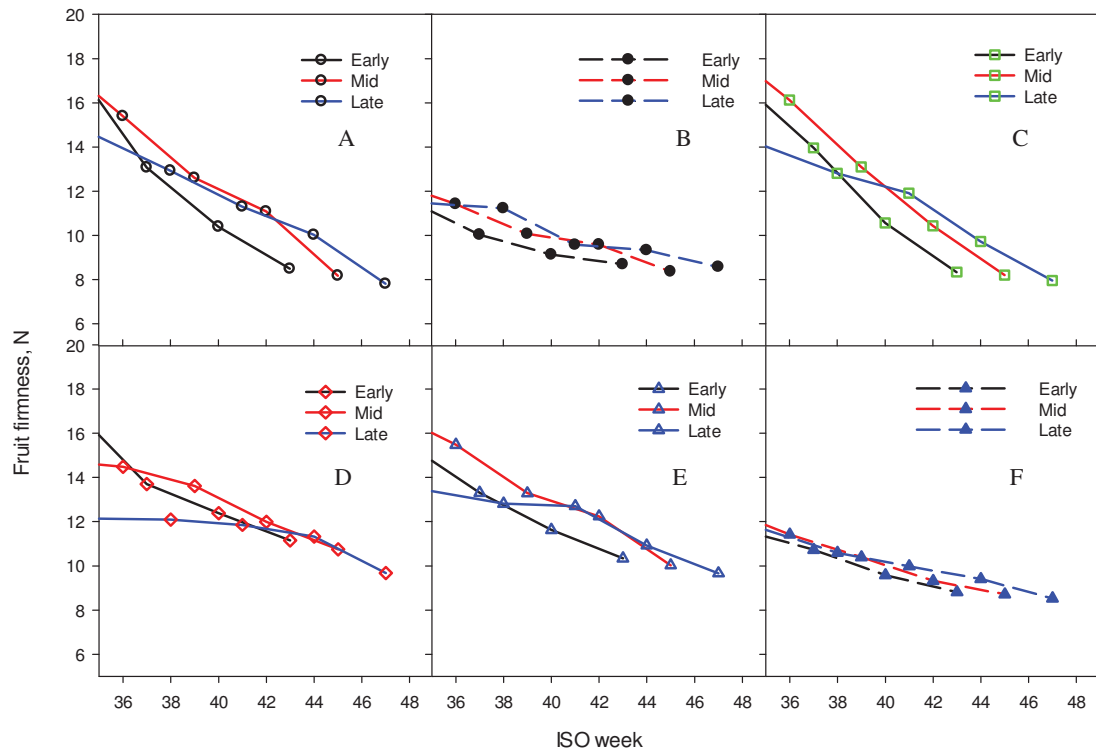 20
18
16
14
12
10
8
6
Early
Mid
Late
A
Early
Mid
Late
B
Early
Mid
Late
C
20
18
16
14
12
10
8
6
Early
Mid
Late
D
Early
Mid
Late
E
Early
Mid
Late
F
Fruit firmness, N
36 38 40 42 44 46 48 36 38 40 42 44 46 48 36 38 40 42 44 46 48
ISO week